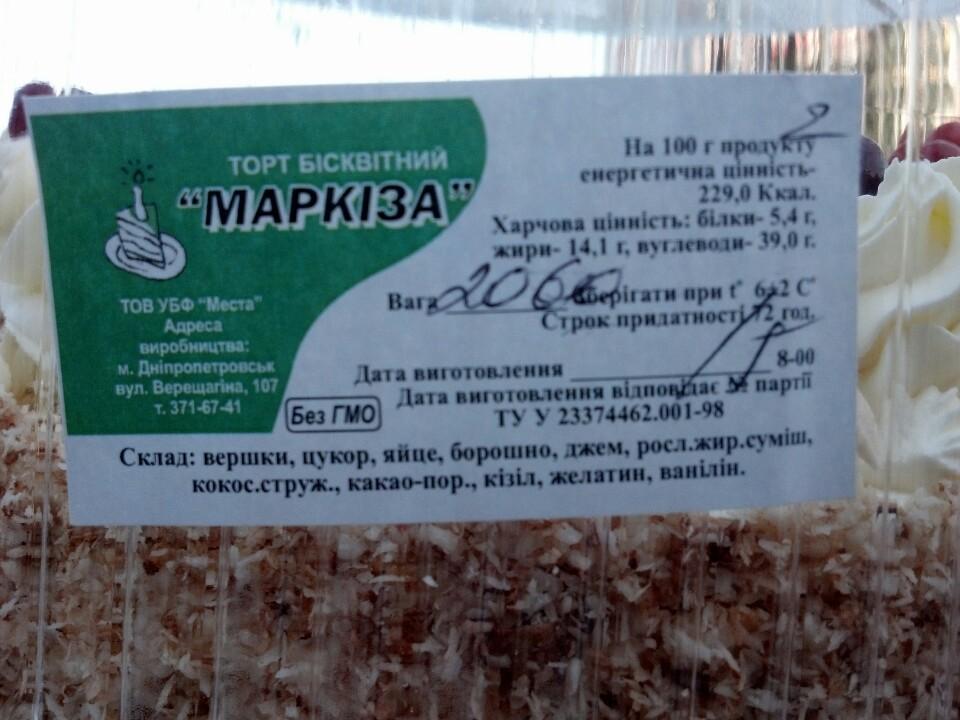 ТОРТ БІСКВІТНИЙ
“МАРКІЗА”
ТОВ УБФ “Места”
Адреса
виробництва:
м. Дніпропетровськ
вул. Верещагіна, 107
т. 371-67-41
На 100 г продукту
енергетична цінність-
229,0 Ккал.
Харчова цінність: білки- 5,4 г,
жири- 14,1 г, вуглеводи- 39,0 г.
Вага 2060 Зберігати при t° 6±2 C°
Строк придатності 72 год.
Дата виготовлення 8-00
Дата виготовлення відповідає № партії
Без ГМО
ТУ У 23374462.001-98
Склад: вершки, цукор, яйце, борошно, джем, росл.жир.суміш,
кокос.струж., какао-пор., кізіл, желатин, ванілін.